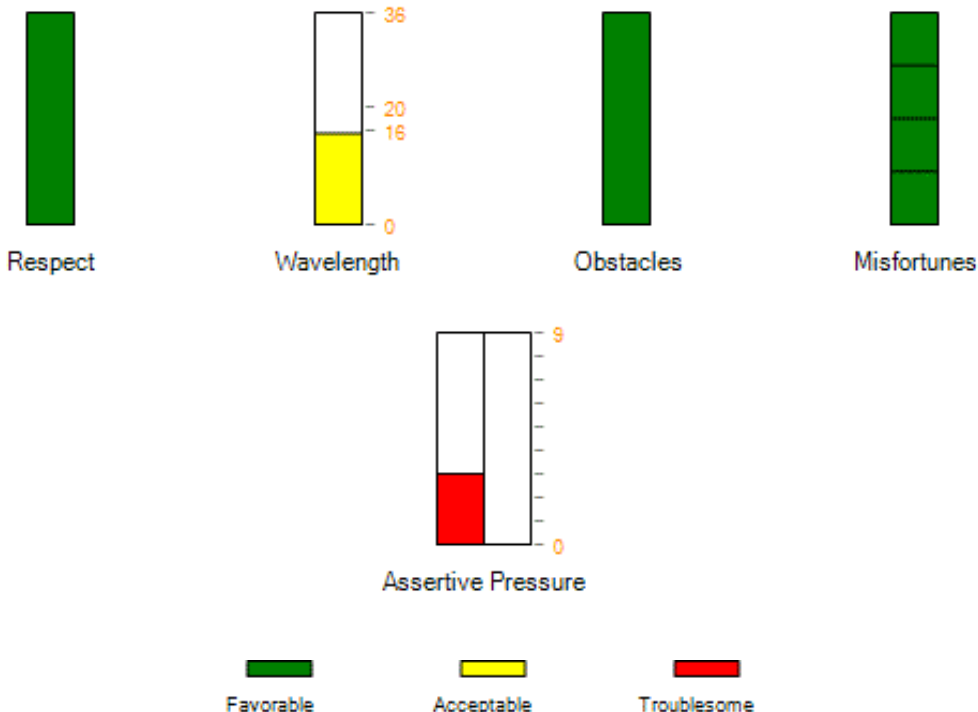 36
20
16
0
Respect
Wavelength
Obstacles
Misfortunes
9
0
Assertive Pressure
Favorable
Acceptable
Troublesome